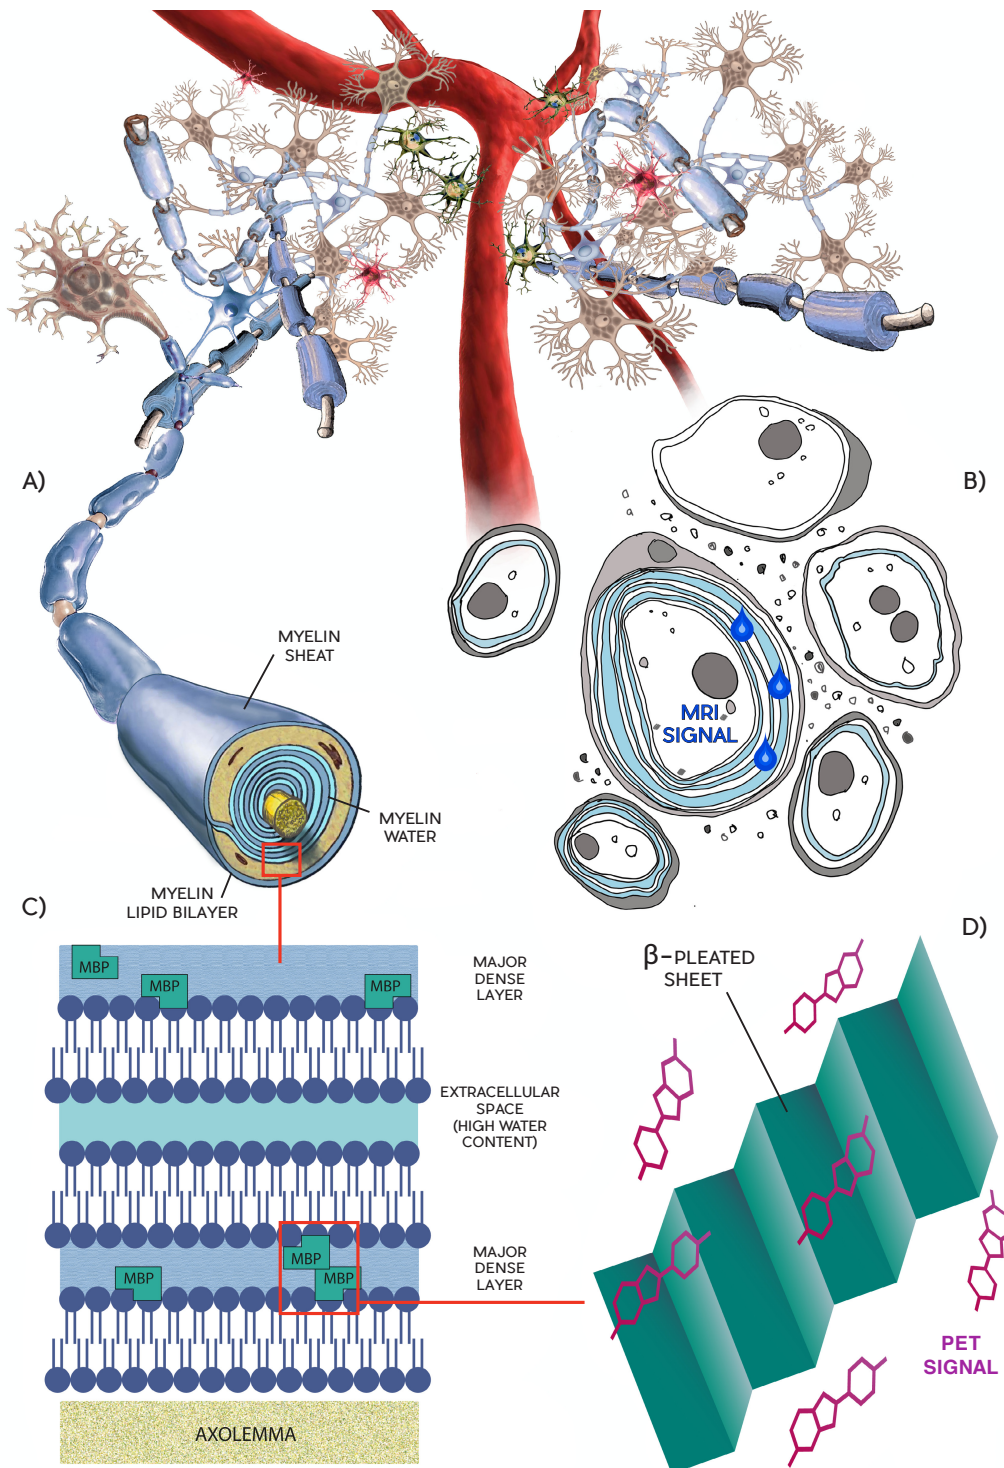 A)
B)
MYELIN
SHEAT
MRI
SIGNAL
MYELIN
WATER
MYELIN
LIPID BILAYER
C)
D)
MBP
MBP
MBP
MAJOR
DENSE
LAYER
EXTRACELLULAR
SPACE
(HIGH WATER
CONTENT)
MBP
MBP
MBP
MAJOR
DENSE
LAYER
AXOLEMMA
β-PLEATED
SHEET
PET
SIGNAL